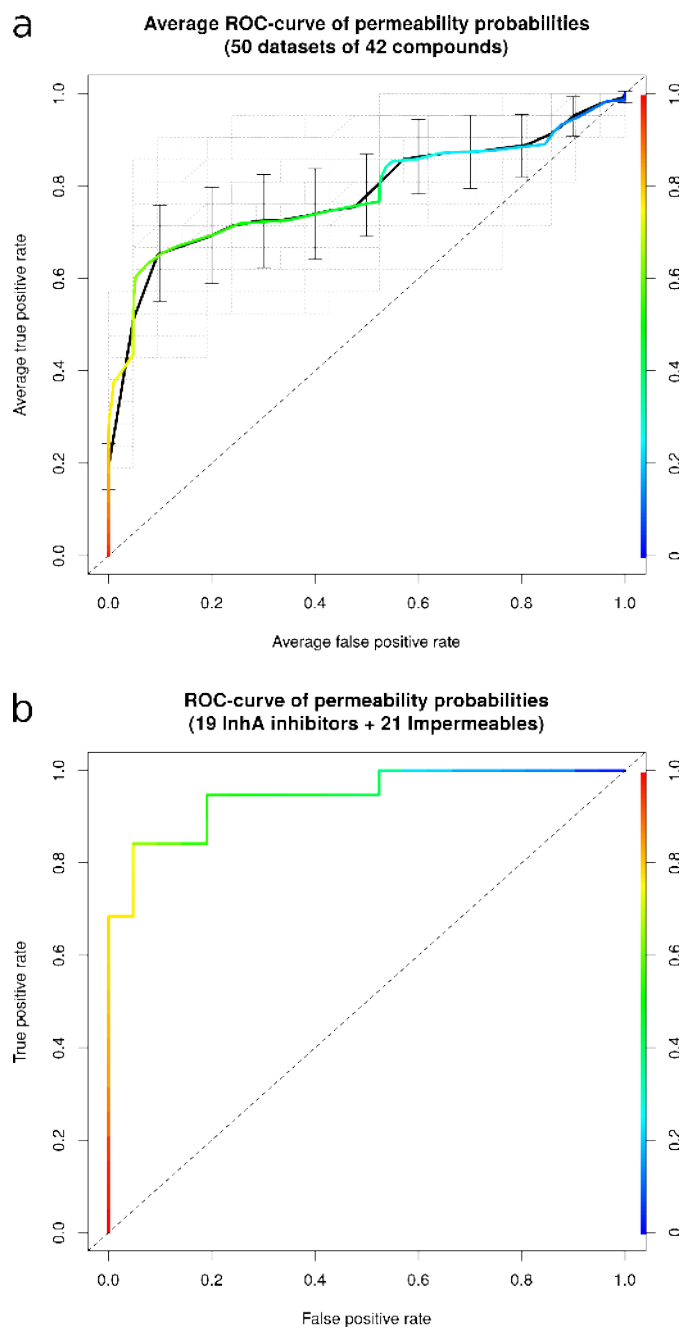 a
Average ROC-curve of permeability probabilities
(50 datasets of 42 compounds)
Average true positive rate
1.0
0.8
0.6
0.4
0.2
0.0
1.0
0.8
0.6
0.4
0.2
0
0.0 0.2 0.4 0.6 0.8 1.0
Average false positive rate
b
ROC-curve of permeability probabilities
(19 InhA inhibitors + 21 Impermeables)
True positive rate
1.0
0.8
0.6
0.4
0.2
0.0
1.0
0.8
0.6
0.4
0.2
0
0.0 0.2 0.4 0.6 0.8 1.0
False positive rate